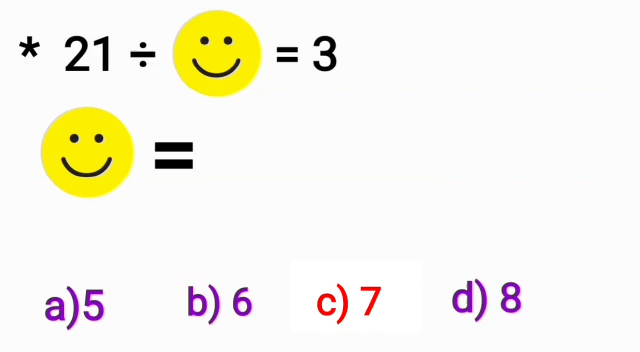 * 21 ÷ 🙂 = 3
🙂 =
a)5 b) 6 c) 7 d) 8